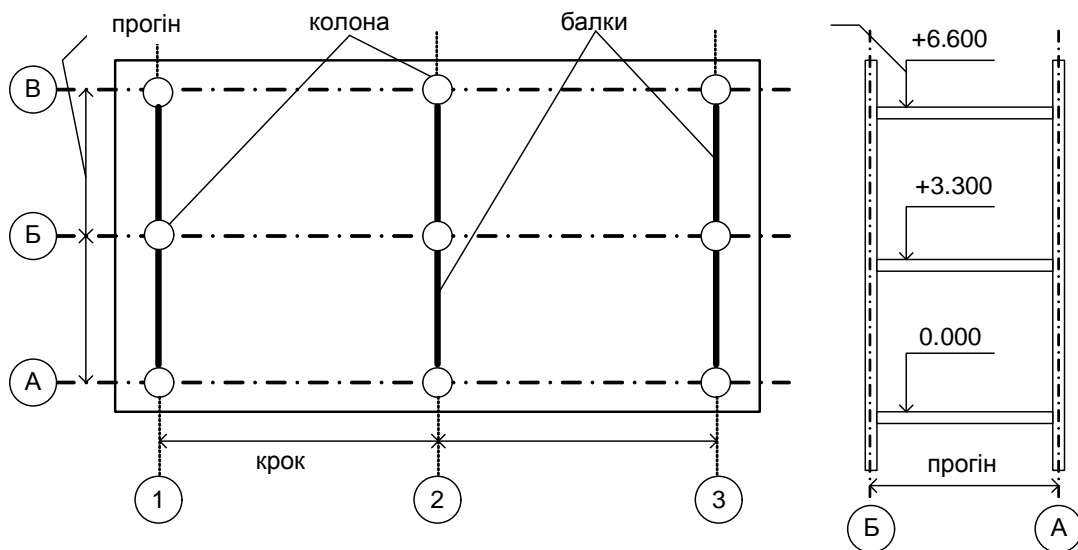 прогін
колона
балки
В
Б
А
крок
1
2
3
+6.600
+3.300
0.000
прогін
Б
А